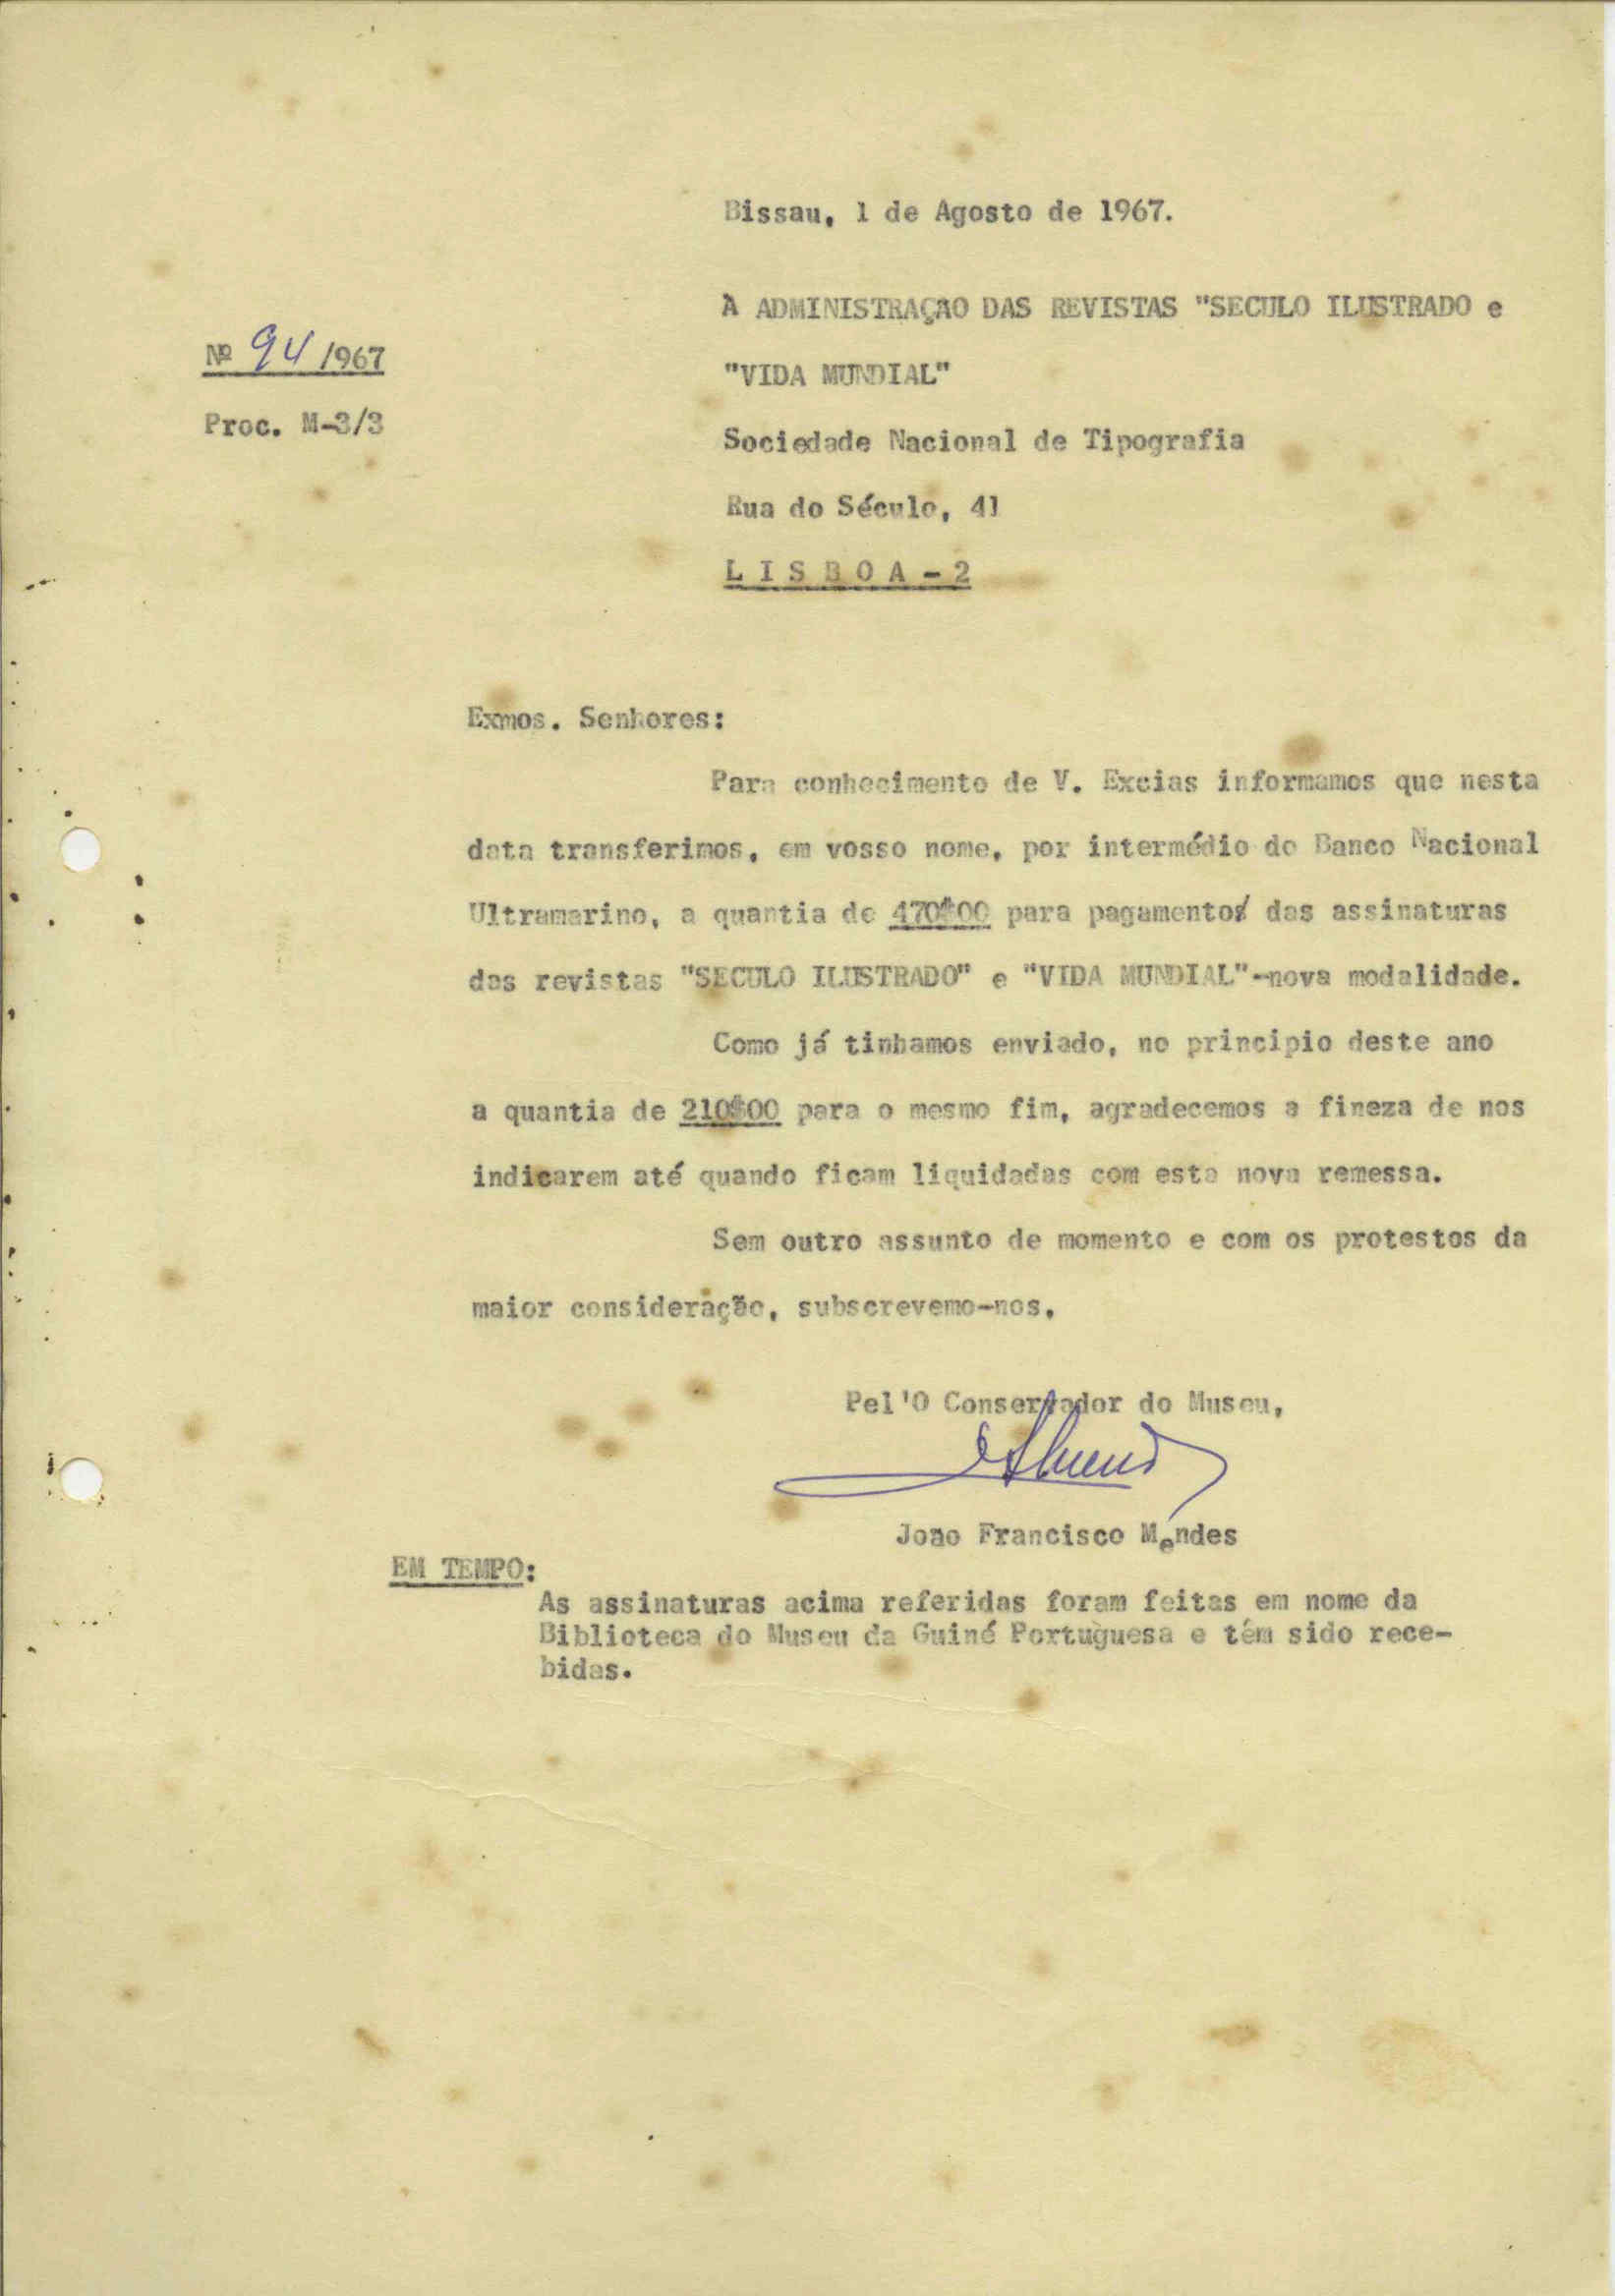 Bissau, 1 de Agosto de 1967.
À ADMINISTRAÇÃO DAS REVISTAS "SECULO ILUSTRADO e
Nº 94/1967
"VIDA MUNDIAL"
Proc. M-3/3
Sociedade Nacional de Tipografia
Rua do Século, 41
LISBOA-2
Exmos. Senhores:
Para conhecimento de V. Excias informamos que nesta
data transferimos, em vosso nome, por intermédio do Banco Nacional
Ultramarino, a quantia de 470$00 para pagamento das assinaturas
das revistas "SECULO ILUSTRADO" e "VIDA MUNDIAL"-nova modalidade.
Como já tinhamos enviado, no principio deste ano
a quantia de 210$00 para o mesmo fim, agradecemos a fineza de nos
indicarem até quando ficam liquidadas com esta nova remessa.
Sem outro assunto de momento e com os protestos da
maior consideração, subscrevemo-nos.
Pel'O Conservador do Museu,
João Francisco Mendes
EM TEMPO:
As assinaturas acima referidas foram feitas em nome da
Biblioteca do Museu da Guiné Portuguesa e têm sido rece-
bidas.